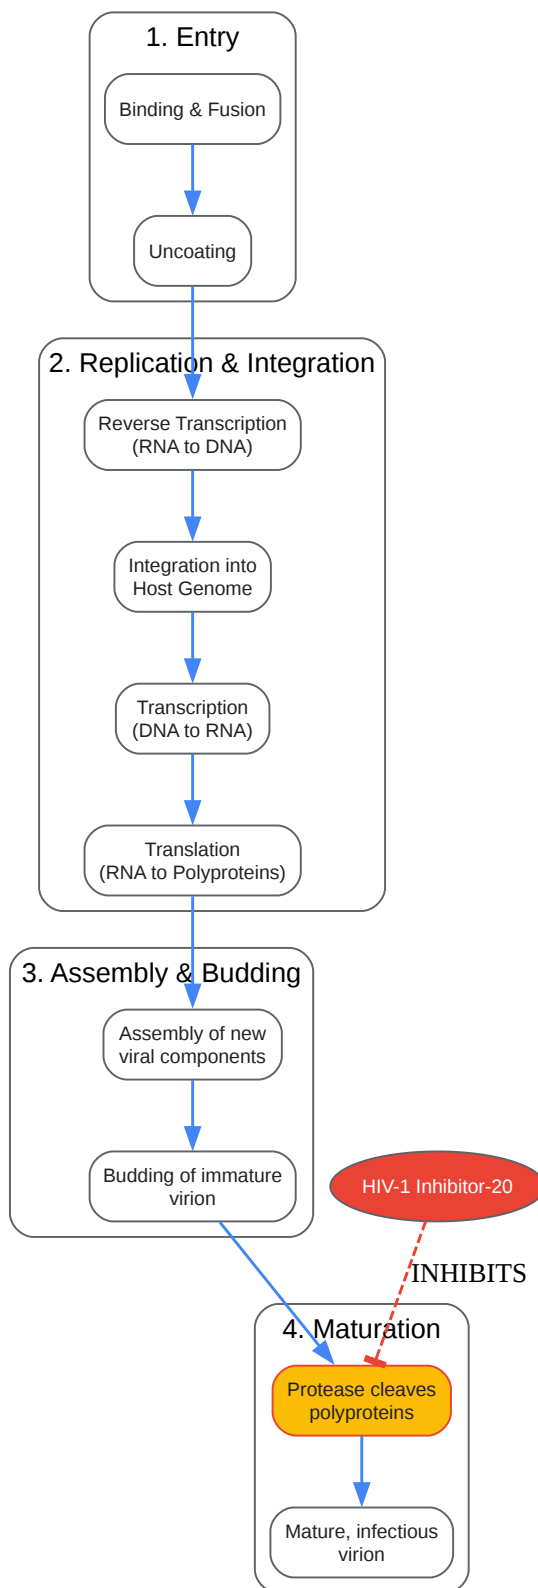 1. Entry
Binding & Fusion
Uncoating
2. Replication & Integration
Reverse Transcription
(RNA to DNA)
Integration into
Host Genome
Transcription
(DNA to RNA)
Translation
(RNA to Polyproteins)
3. Assembly & Budding
Assembly of new
viral components
Budding of immature
virion
HIV-1 Inhibitor-20
INHIBITS
4. Maturation
Protease cleaves
polyproteins
Mature, infectious
virion